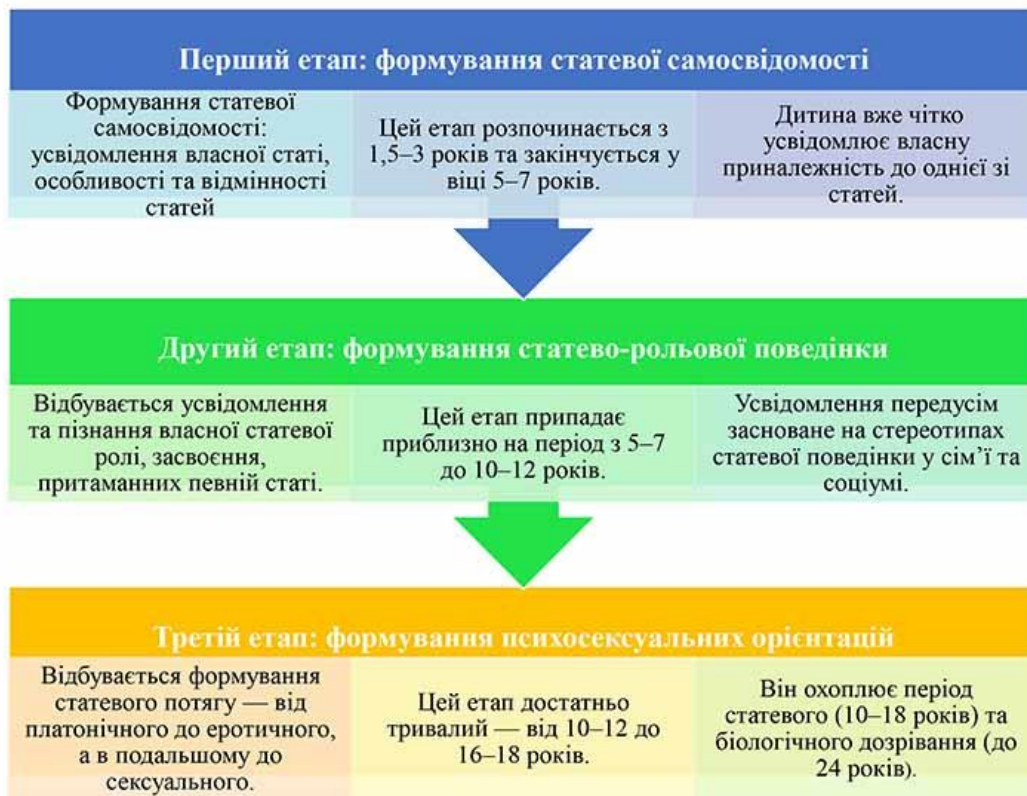 Перший етап: формування статевої самосвідомості
Формування статевої
самосвідомості:
усвідомлення власної статі,
особливості та відмінності
статей
Цей етап розпочинається з
1,5–3 років та закінчується у
віці 5–7 років.
Дитина вже чітко
усвідомлює власну
приналежність до однієї зі
статей.
Другий етап: формування статево-рольової поведінки
Відбувається усвідомлення
та пізнання власної статевої
ролі, засвоєння,
притаманних певній статі.
Цей етап припадає
приблизно на період з 5–7
до 10–12 років.
Усвідомлення передусім
засноване на стереотипах
статевої поведінки у сім’ї та
соціумі.
Третій етап: формування психосексуальних орієнтацій
Відбувається формування
статевого потягу — від
платонічного до еротичного,
а в подальшому до
сексуального.
Цей етап достатньо
тривалий — від 10–12 до
16–18 років.
Він охоплює період
статевого (10–18 років) та
біологічного дозрівання (до
24 років).